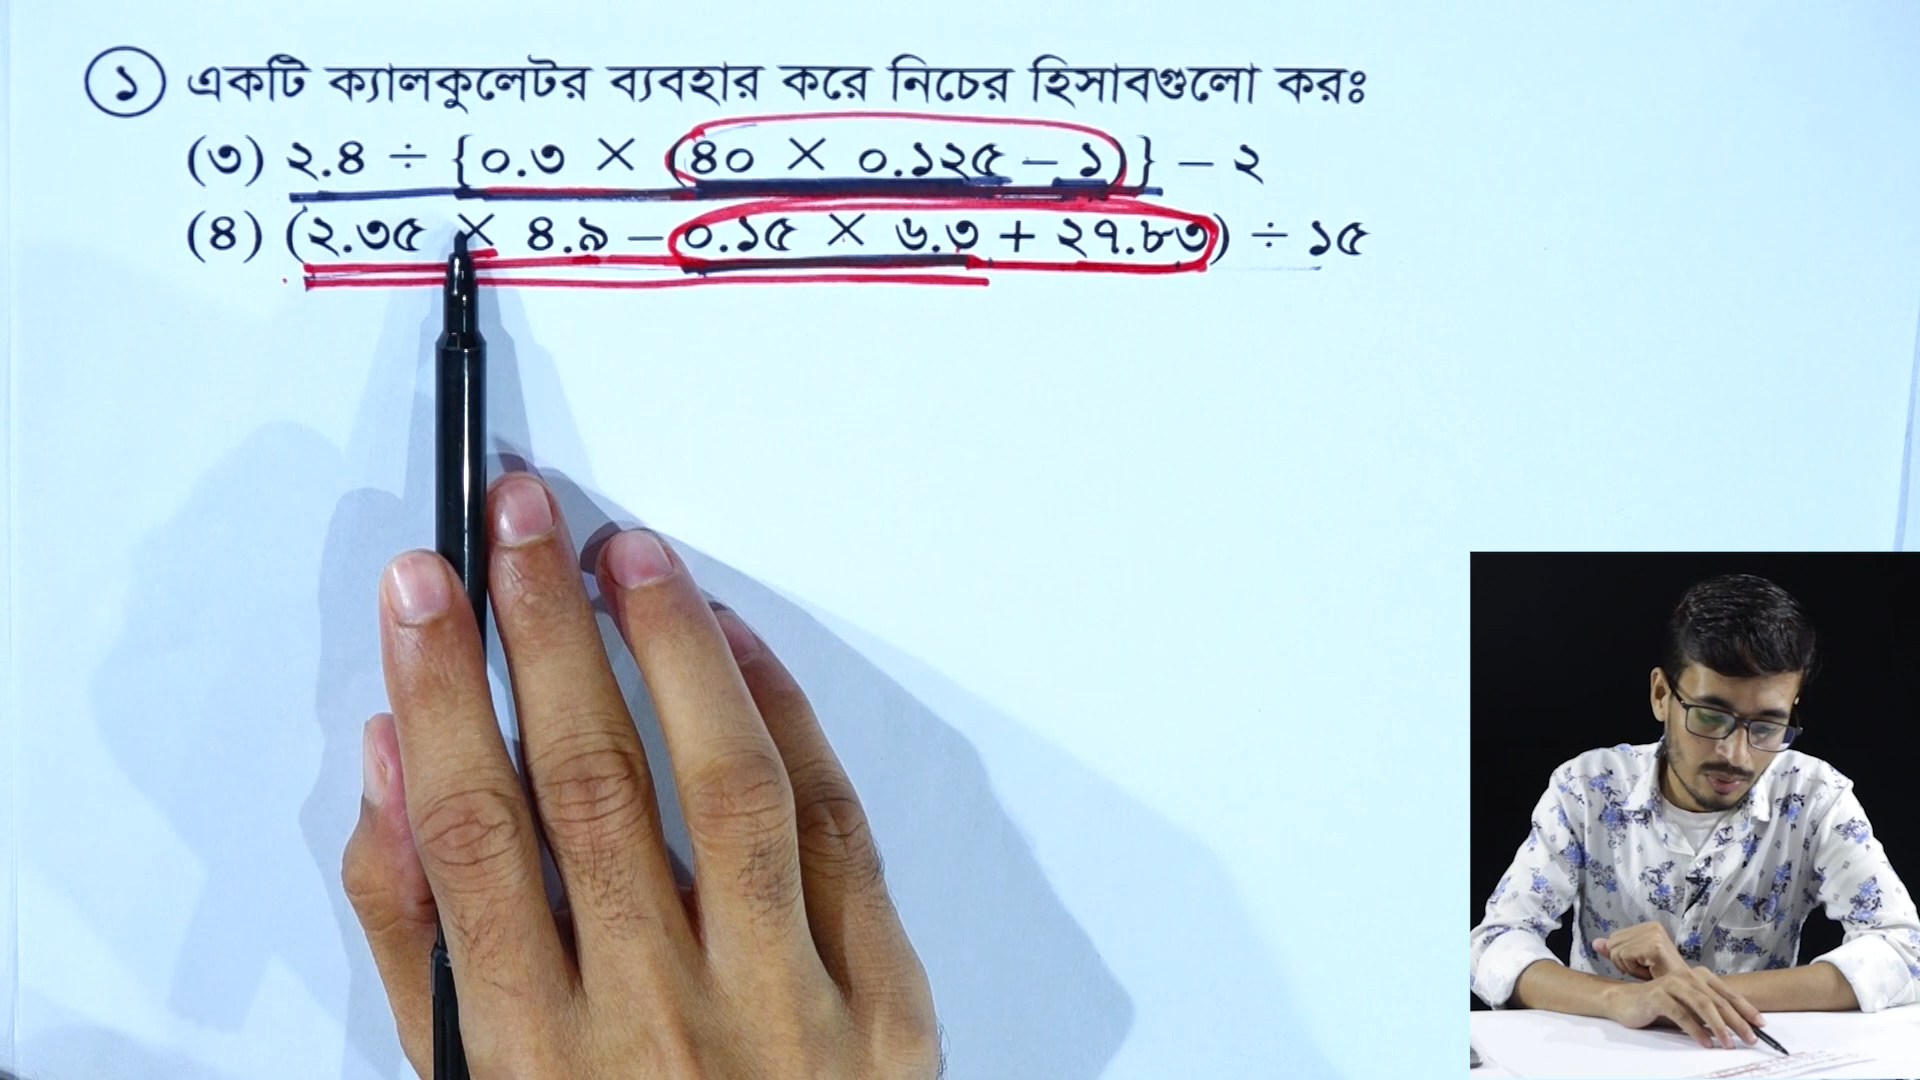 ১ একটি ক্যালকুলেটর ব্যবহার করে নিচের হিসাবগুলো করঃ
(৩) ২.৪ ÷ {০.৩ × (৪০ × ০.১২৫ – ১)} – ২
(৪) (২.৩৫ × ৪.৯ – ০.১৫ × ৬.৩ + ২৭.৮৩) ÷ ১৫